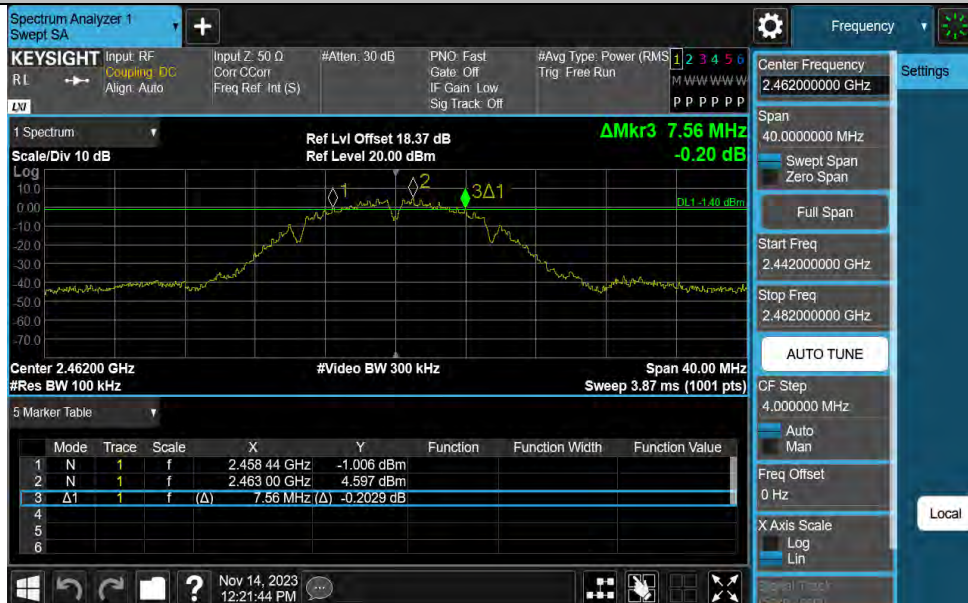 Spectrum Analyzer 1
Swept SA
+
Frequency
KEYSIGHT
RL
LXI
Input: RF
Coupling: DC
Align: Auto
Input Z: 50 Ω
Corr CCorr
Freq Ref: Int (S)
#Atten: 30 dB
PNO: Fast
Gate: Off
IF Gain: Low
Sig Track: Off
#Avg Type: Power (RMS
Trig: Free Run
1 2 3 4 5 6
M W W W W W
P P P P P P
Center Frequency
2.462000000 GHz
Settings
Span
40.0000000 MHz
Swept Span
Zero Span
Full Span
Start Freq
2.442000000 GHz
Stop Freq
2.482000000 GHz
AUTO TUNE
CF Step
4.000000 MHz
Auto
Man
Freq Offset
0 Hz
X Axis Scale
Log
Lin
Signal Track
Local
1 Spectrum
Scale/Div 10 dB
Ref Lvl Offset 18.37 dB
Ref Level 20.00 dBm
ΔMkr3 7.56 MHz
-0.20 dB
Log
10.0
0.00
-10.0
-20.0
-30.0
-40.0
-50.0
-60.0
-70.0
1
2
3Δ1
DL1 -1.40 dBm
Center 2.46200 GHz
#Res BW 100 kHz
#Video BW 300 kHz
Span 40.00 MHz
Sweep 3.87 ms (1001 pts)
5 Marker Table
Mode Trace Scale X Y Function Function Width Function Value
1 N 1 f 2.458 44 GHz -1.006 dBm
2 N 1 f 2.463 00 GHz 4.597 dBm
3 Δ1 1 f (Δ) 7.56 MHz (Δ) -0.2029 dB
4
5
6
?
Nov 14, 2023
12:21:44 PM